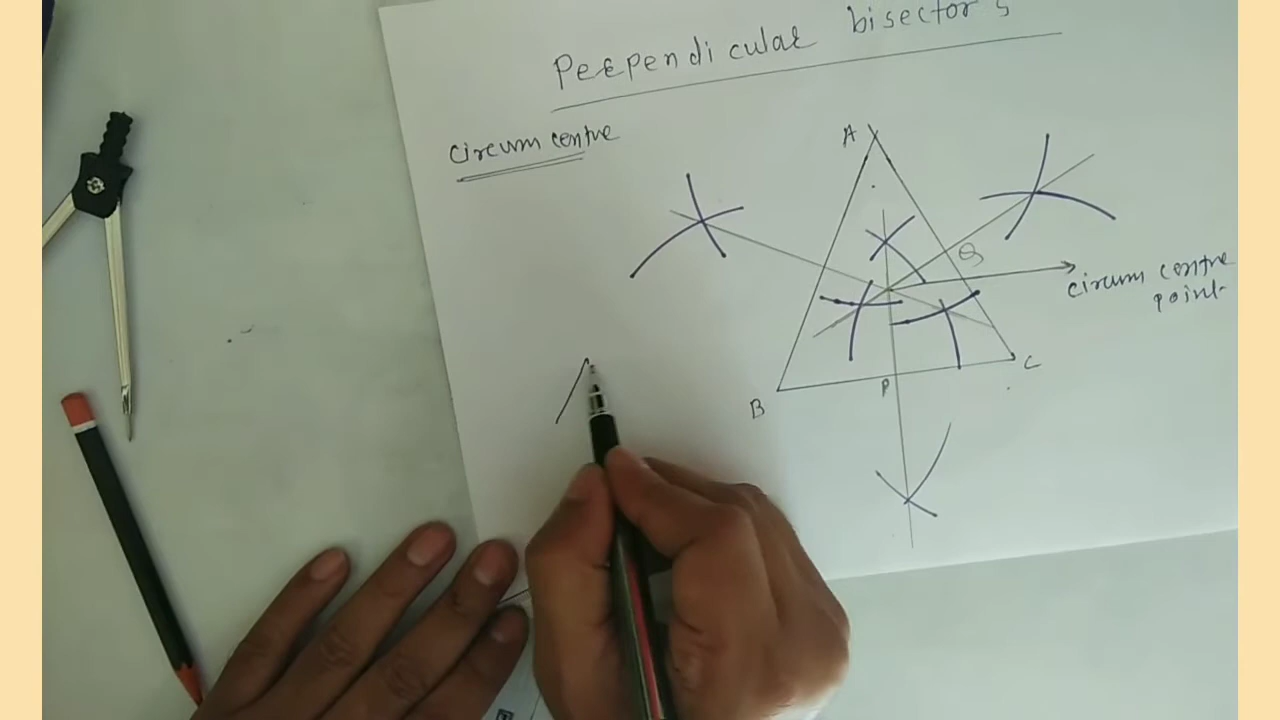 Perpendicular bisectors
circum centre
A
Q
circum centre
point
C
P
B